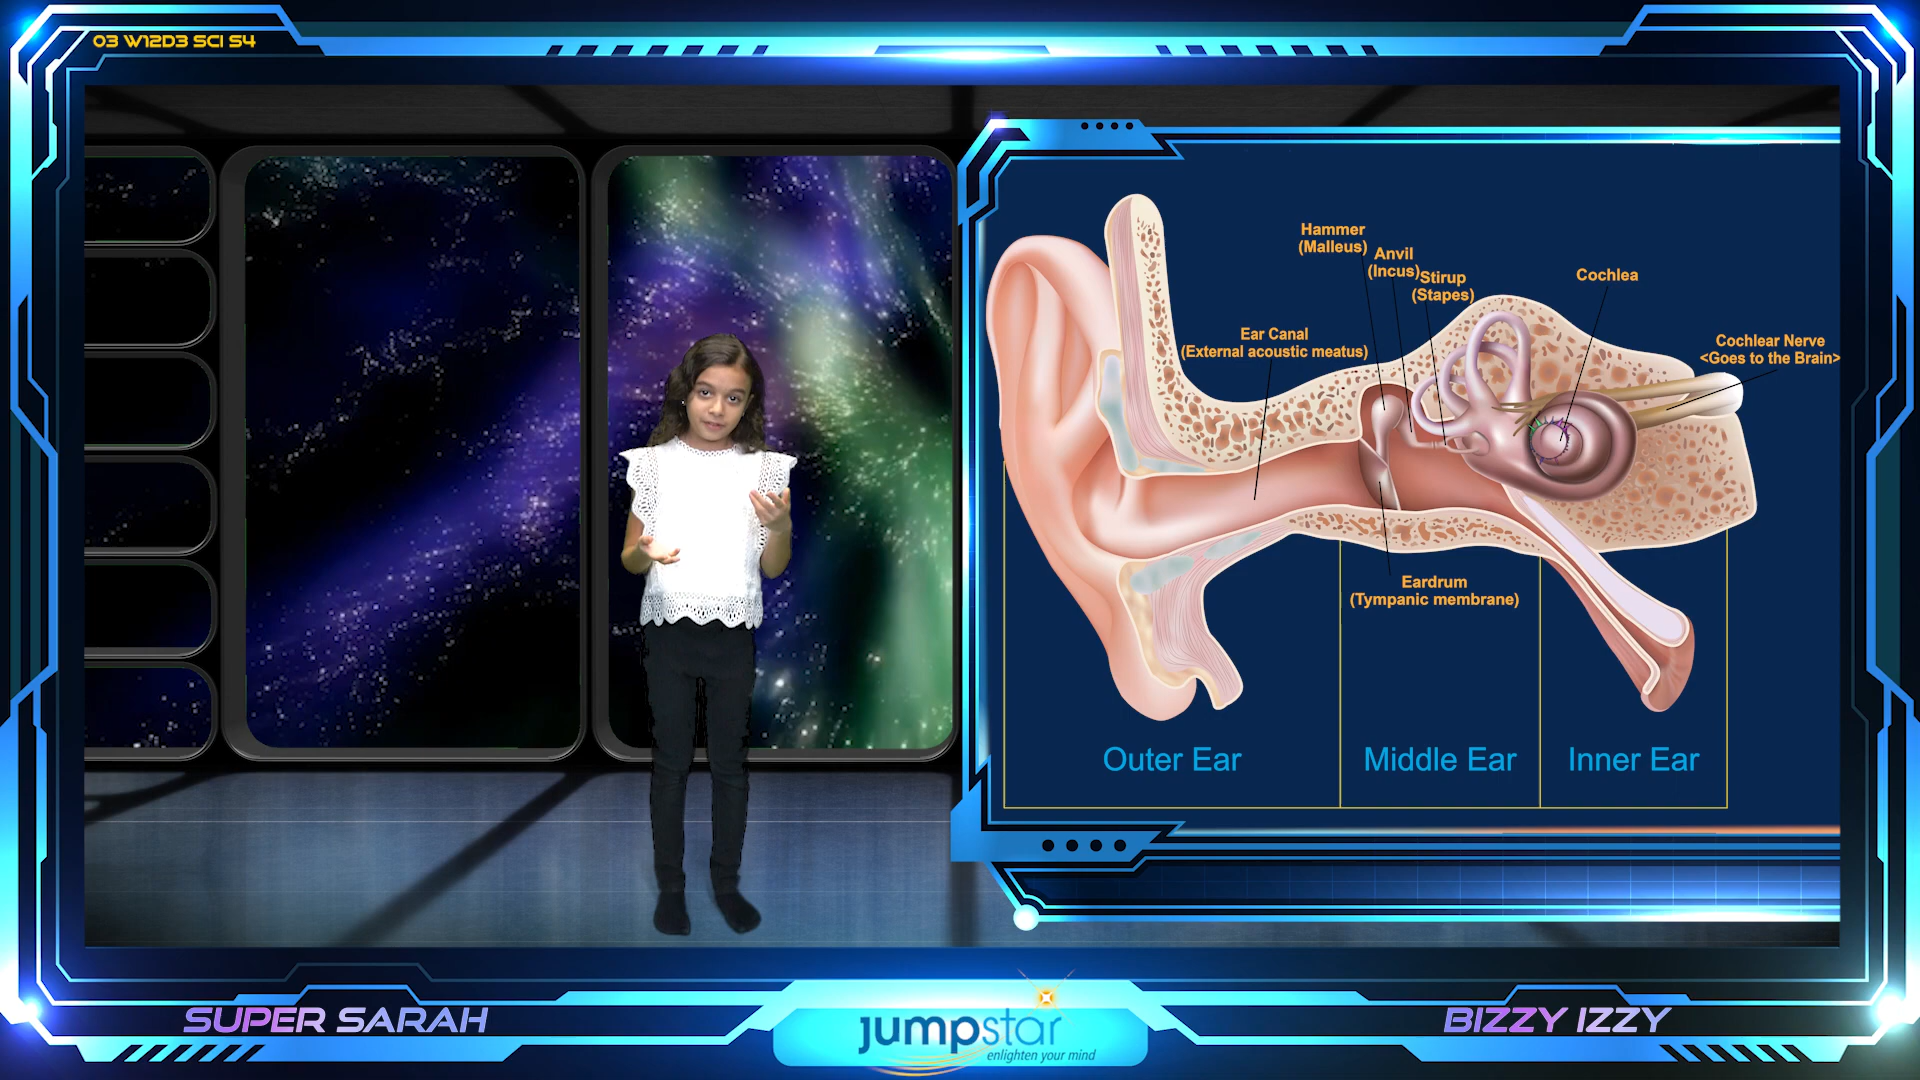 03 W12D3 SCI S4
Hammer
(Malleus)
Anvil
(Incus)
Stirup
(Stapes)
Cochlea
Ear Canal
(External acoustic meatus)
Cochlear Nerve
<Goes to the Brain>
Eardrum
(Tympanic membrane)
Outer Ear
Middle Ear
Inner Ear
SUPER SARAH
jumpstar
enlighten your mind
BIZZY IZZY